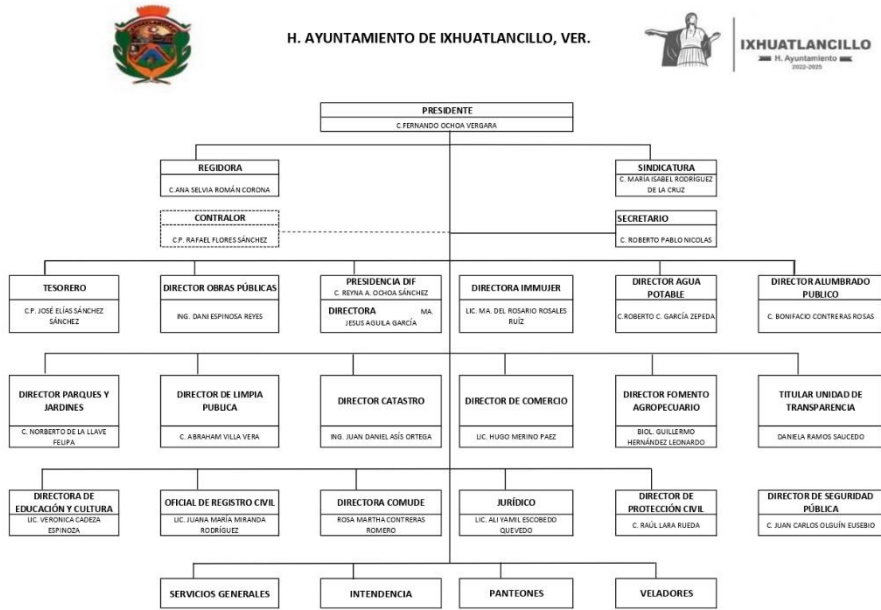 H. AYUNTAMIENTO DE IXHUATLANCILLO, VER.
IXHUATLANCILLO
H. Ayuntamiento
2022-2025
PRESIDENTE
C.FERNANDO OCHOA VERGARA
REGIDORA
C.ANA SELVIA ROMÁN CORONA
SINDICATURA
C. MARÍA ISABEL RODRÍGUEZ
DE LA CRUZ
CONTRALOR
C.P. RAFAEL FLORES SÁNCHEZ
SECRETARIO
C. ROBERTO PABLO NICOLAS
TESORERO
C.P. JOSÉ ELÍAS SÁNCHEZ
SÁNCHEZ
DIRECTOR OBRAS PÚBLICAS
ING. DANI ESPINOSA REYES
PRESIDENCIA DIF
C. REYNA A. OCHOA SÁNCHEZ
DIRECTORA MA.
JESUS AGUILA GARCÍA
DIRECTORA IMMUJER
LIC. MA. DEL ROSARIO ROSALES
RUÍZ
DIRECTOR AGUA
POTABLE
C.ROBERTO C. GARCÍA ZEPEDA
DIRECTOR ALUMBRADO
PUBLICO
C. BONIFACIO CONTRERAS ROSAS
DIRECTOR PARQUES Y
JARDINES
C. NORBERTO DE LA LLAVE
FELIPA
DIRECTOR DE LIMPIA
PUBLICA
C. ABRAHAM VILLA VERA
DIRECTOR CATASTRO
ING. JUAN DANIEL ASÍS ORTEGA
DIRECTOR DE COMERCIO
LIC. HUGO MERINO PAEZ
DIRECTOR FOMENTO
AGROPECUARIO
BIOL. GUILLERMO
HERNÁNDEZ LEONARDO
TITULAR UNIDAD DE
TRANSPARENCIA
DANIELA RAMOS SAUCEDO
DIRECTORA DE
EDUCACIÓN Y CULTURA
LIC. VERONICA CADEZA
ESPINOZA
OFICIAL DE REGISTRO CIVIL
LIC. JUANA MARÍA MIRANDA
RODRÍGUEZ
DIRECTORA COMUDE
ROSA MARTHA CONTRERAS
ROMERO
JURÍDICO
LIC. ALI YAMIL ESCOBEDO
QUEVEDO
DIRECTOR DE
PROTECCIÓN CIVIL
C. RAÚL LARA RUEDA
DIRECTOR DE SEGURIDAD
PÚBLICA
C. JUAN CARLOS OLGUÍN EUSEBIO
SERVICIOS GENERALES
INTENDENCIA
PANTEONES
VELADORES